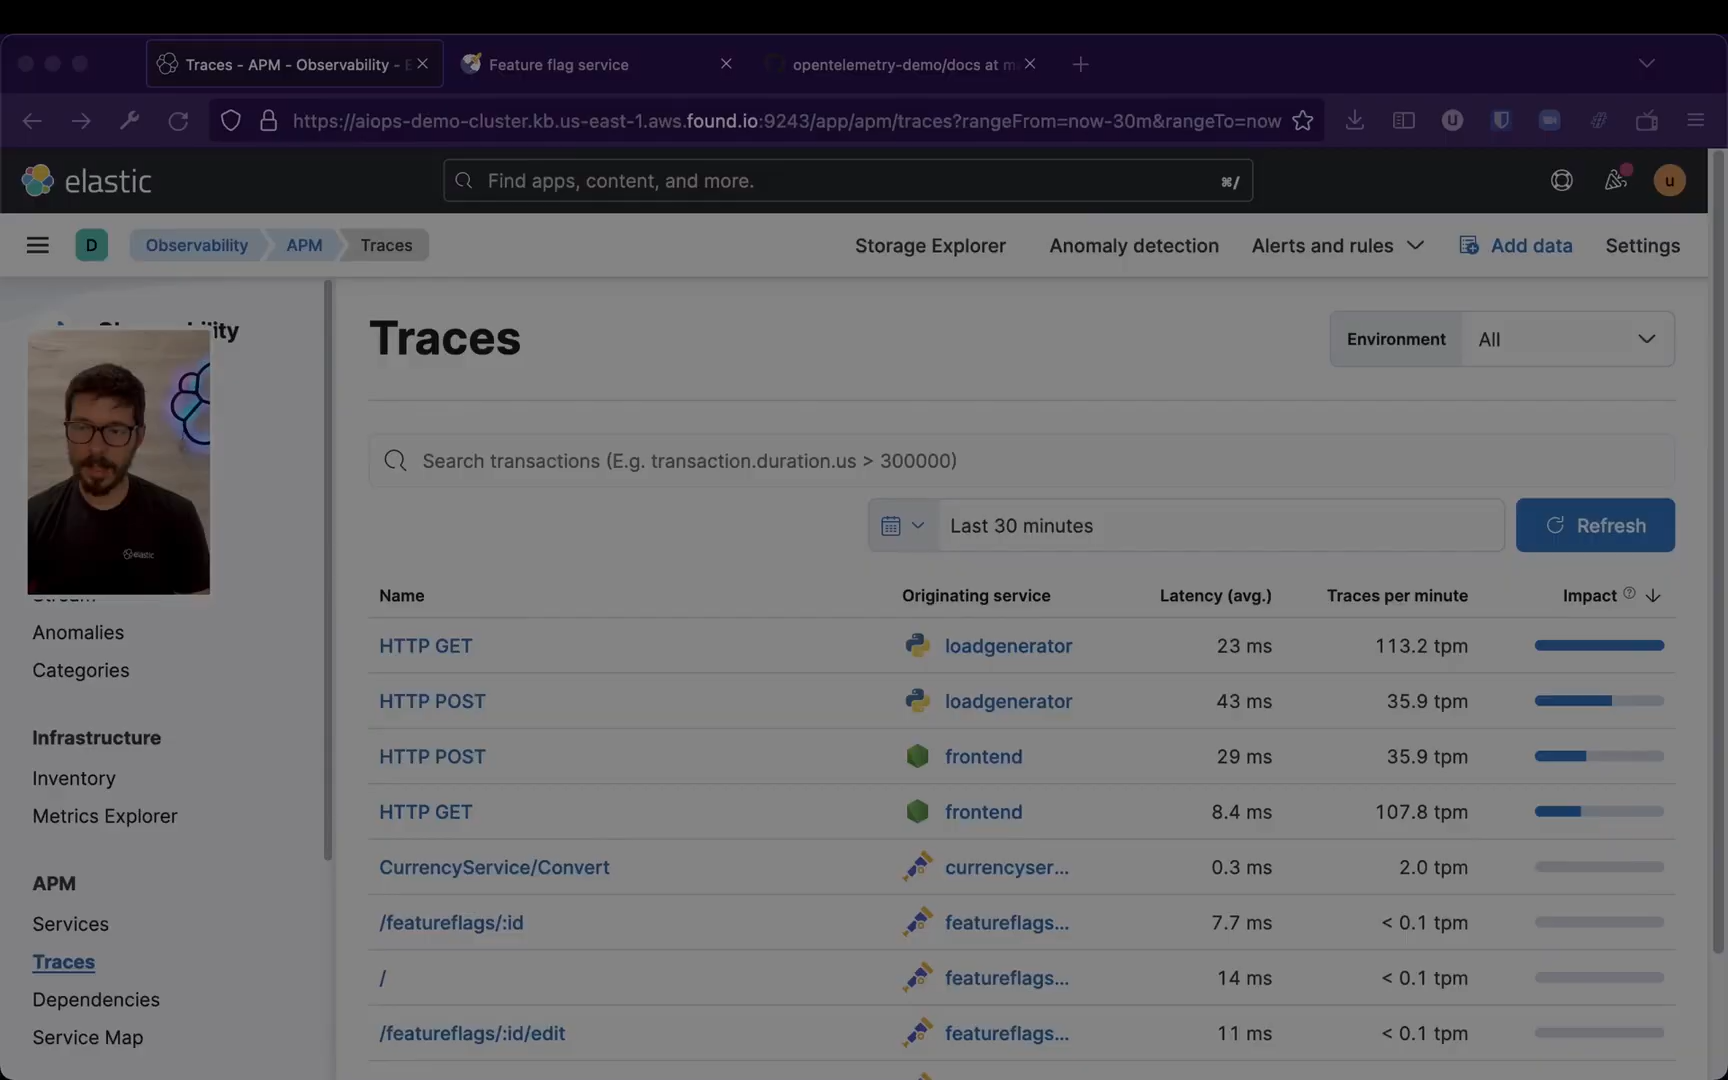 Traces - APM - Observability - E
Feature flag service
opentelemetry-demo/docs at m
https://aiops-demo-cluster.kb.us-east-1.aws.found.io:9243/app/apm/traces?rangeFrom=now-30m&rangeTo=now
elastic
Find apps, content, and more.
⌘/
u
D
Observability
APM
Traces
Storage Explorer
Anomaly detection
Alerts and rules
Add data
Settings
Observability
elastic
Stream
Anomalies
Categories
Infrastructure
Inventory
Metrics Explorer
APM
Services
Traces
Dependencies
Service Map
Traces
Environment
All
Search transactions (E.g. transaction.duration.us > 300000)
Last 30 minutes
Refresh
Name Originating service Latency (avg.) Traces per minute Impact
HTTP GET loadgenerator 23 ms 113.2 tpm
HTTP POST loadgenerator 43 ms 35.9 tpm
HTTP POST frontend 29 ms 35.9 tpm
HTTP GET frontend 8.4 ms 107.8 tpm
CurrencyService/Convert currencyser... 0.3 ms 2.0 tpm
/featureflags/:id featureflags... 7.7 ms < 0.1 tpm
/ featureflags... 14 ms < 0.1 tpm
/featureflags/:id/edit featureflags... 11 ms < 0.1 tpm